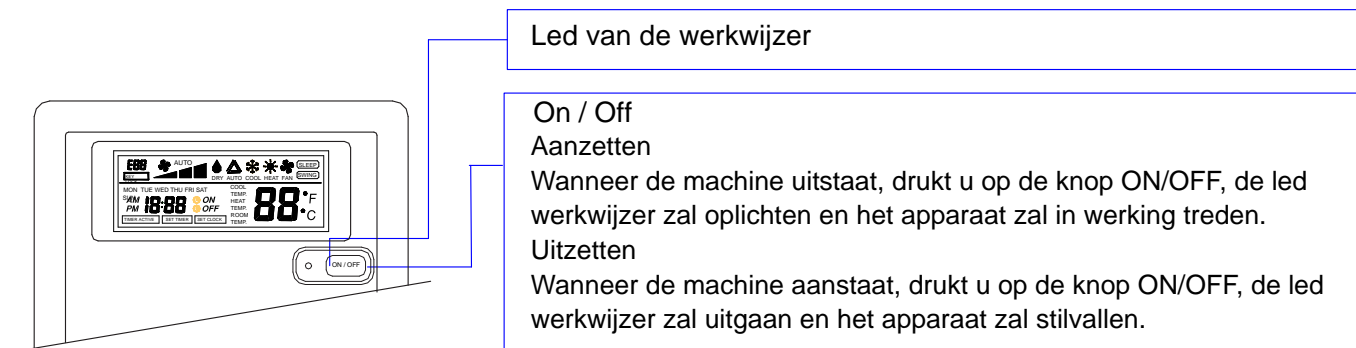 Led van de werkwijzer
On / Off
Aanzetten
Wanneer de machine uitstaat, drukt u op de knop ON/OFF, de led
werkwijzer zal oplichten en het apparaat zal in werking treden.
Uitzetten
Wanneer de machine aanstaat, drukt u op de knop ON/OFF, de led
werkwijzer zal uitgaan en het apparaat zal stilvallen.
E88 AUTO SLEEP
KEY DRY AUTO COOL HEAT FAN SWING
MON TUE WED THU FRI SAT
COOL
TEMP.
HEAT
TEMP.
ROOM
TEMP.
AM 18:88 ON
PM OFF
88 °F
°C
TIMER ACTIVE SET TIMER SET CLOCK
ON / OFF